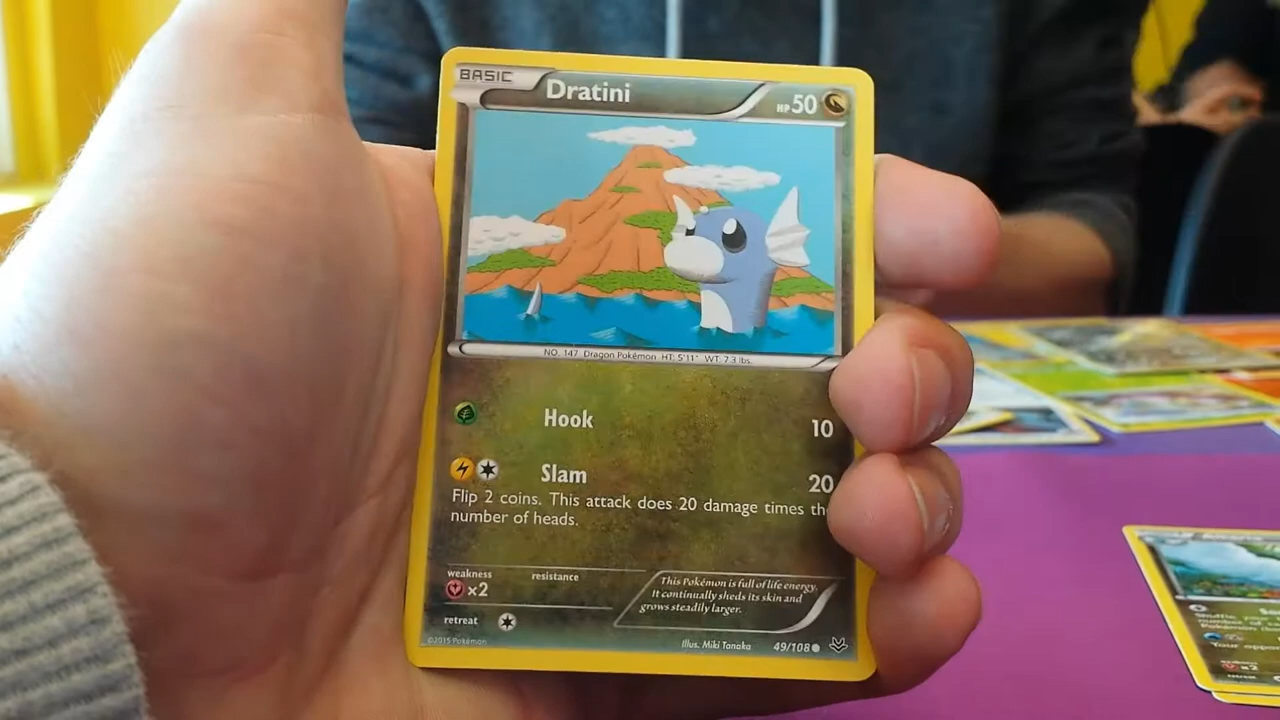 BASIC
Dratini
HP 50
NO. 147 Dragon Pokémon HT: 5'11" WT: 7.3 lbs.
Hook 10
Slam 20
Flip 2 coins. This attack does 20 damage times th
number of heads.
weakness resistance
×2
This Pokémon is full of life energy.
It continually sheds its skin and
grows steadily larger.
retreat
©2015 Pokémon Illus. Miki Tanaka 49/108
×2